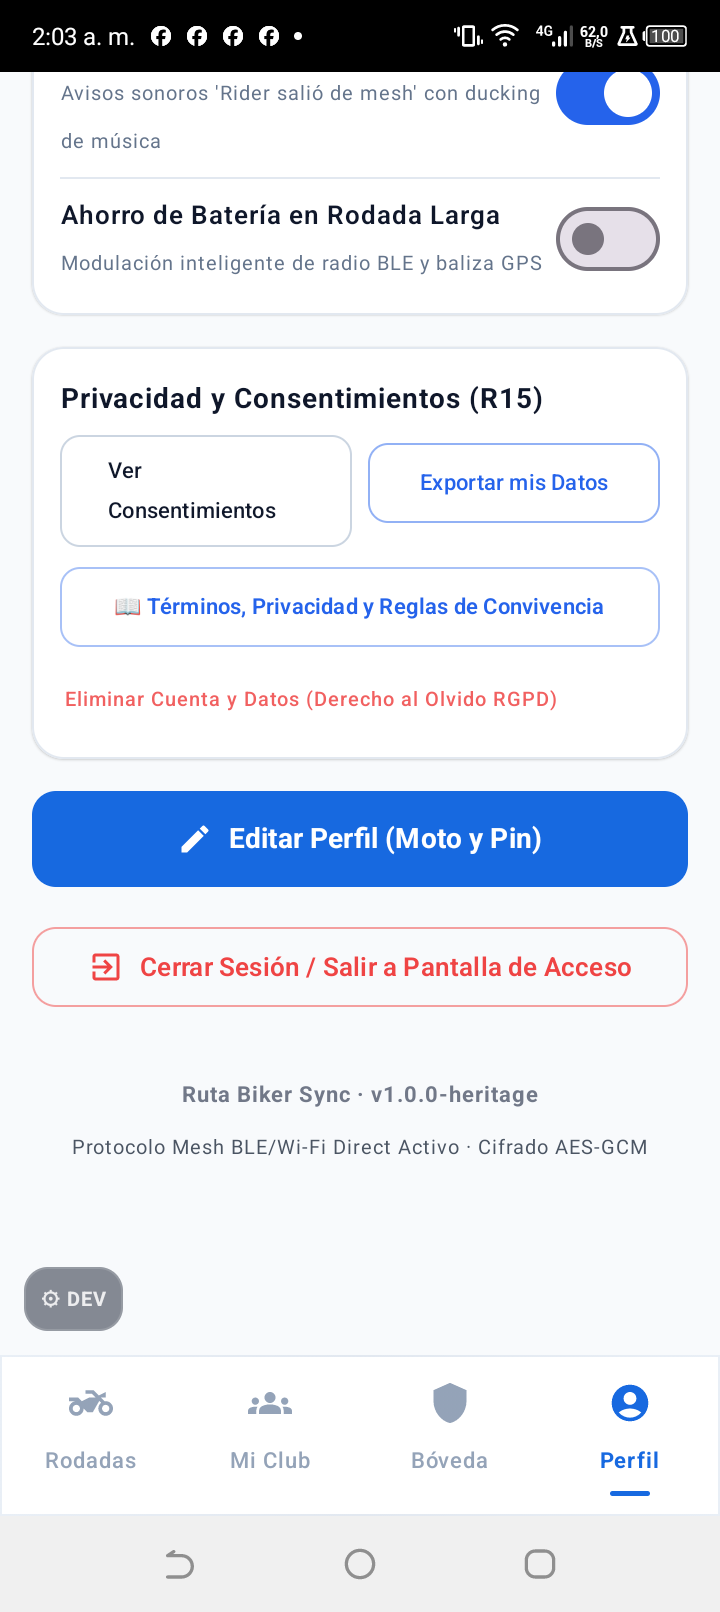 2:03 a. m.
4G 62,0 B/S 100
Avisos sonoros 'Rider salió de mesh' con ducking
de música
Ahorro de Batería en Rodada Larga
Modulación inteligente de radio BLE y baliza GPS
Privacidad y Consentimientos (R15)
Ver
Consentimientos
Exportar mis Datos
📖 Términos, Privacidad y Reglas de Convivencia
Eliminar Cuenta y Datos (Derecho al Olvido RGPD)
Editar Perfil (Moto y Pin)
Cerrar Sesión / Salir a Pantalla de Acceso
Ruta Biker Sync · v1.0.0-heritage
Protocolo Mesh BLE/Wi-Fi Direct Activo · Cifrado AES-GCM
⚙ DEV
Rodadas
Mi Club
Bóveda
Perfil